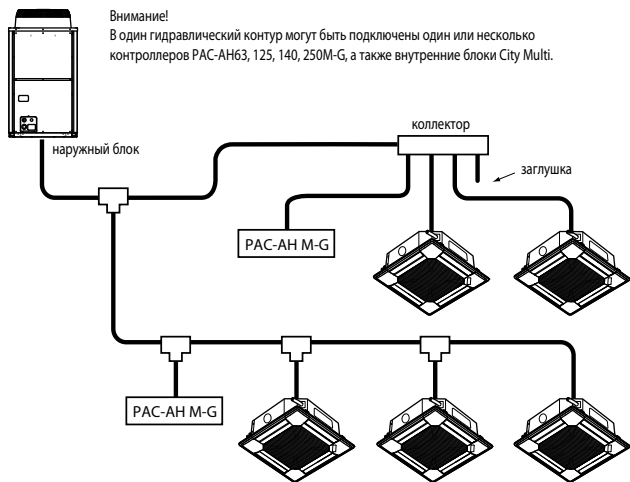 Внимание!
В один гидравлический контур могут быть подключены один или несколько
контроллеров PAC-AH63, 125, 140, 250M-G, а также внутренние блоки City Multi.
коллектор
наружный блок
заглушка
PAC-AH M-G
PAC-AH M-G